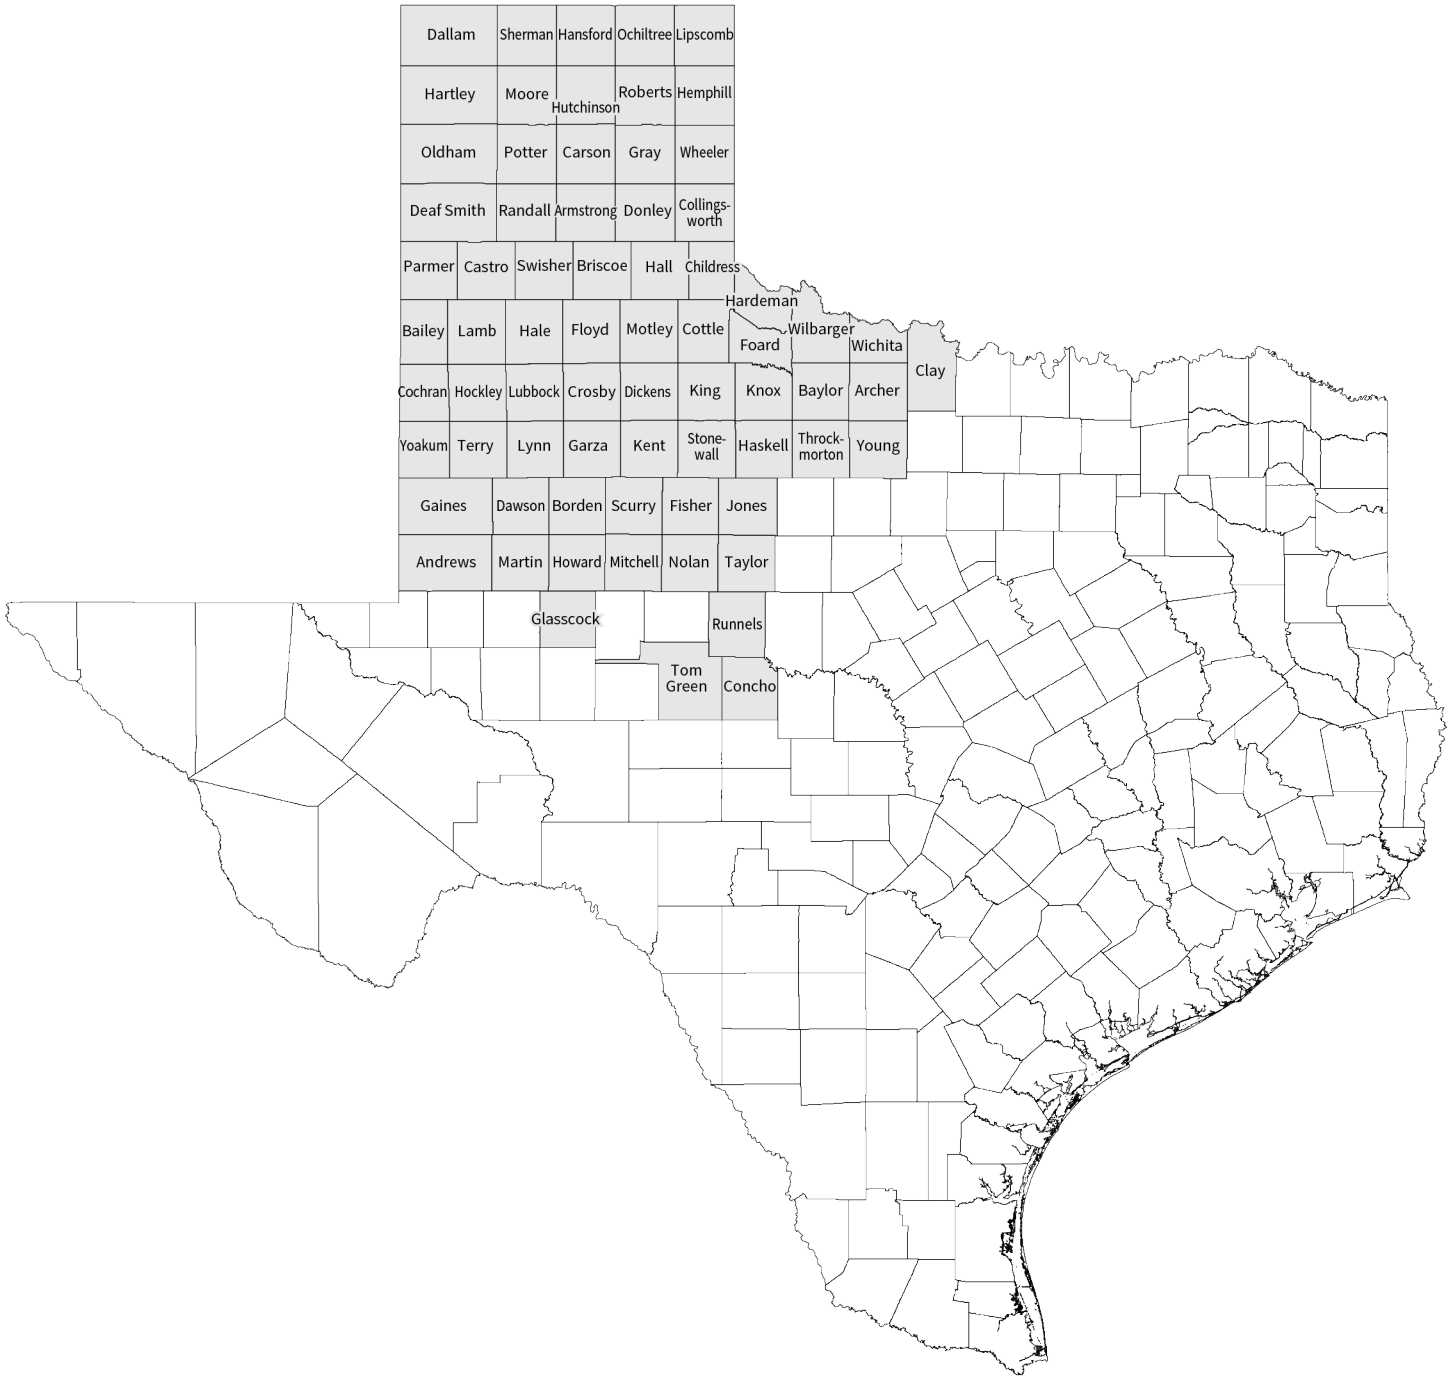 Dallam
Sherman
Hansford
Ochiltree
Lipscomb
Hartley
Moore
Hutchinson
Roberts
Hemphill
Oldham
Potter
Carson
Gray
Wheeler
Deaf Smith
Randall
Armstrong
Donley
Collings-
worth
Parmer
Castro
Swisher
Briscoe
Hall
Childress
Hardeman
Bailey
Lamb
Hale
Floyd
Motley
Cottle
Foard
Wilbarger
Wichita
Clay
Cochran
Hockley
Lubbock
Crosby
Dickens
King
Knox
Baylor
Archer
Yoakum
Terry
Lynn
Garza
Kent
Stone-
wall
Haskell
Throck-
morton
Young
Gaines
Dawson
Borden
Scurry
Fisher
Jones
Andrews
Martin
Howard
Mitchell
Nolan
Taylor
Glasscock
Runnels
Tom
Green
Concho